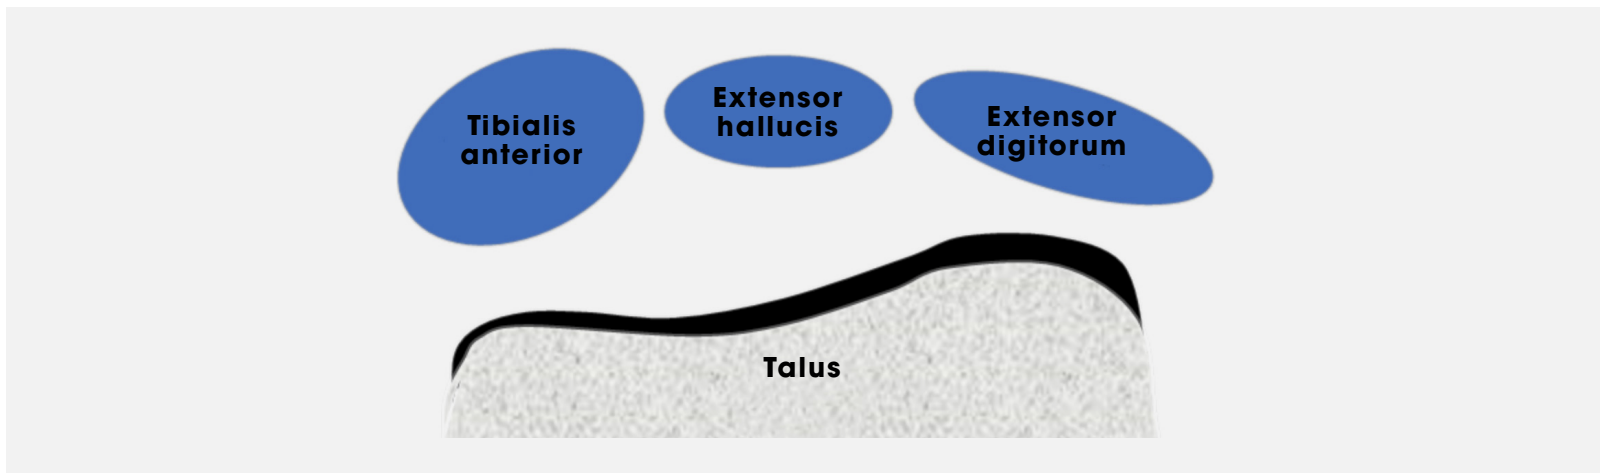 Tibialis
anterior
Extensor
hallucis
Extensor
digitorum
Talus